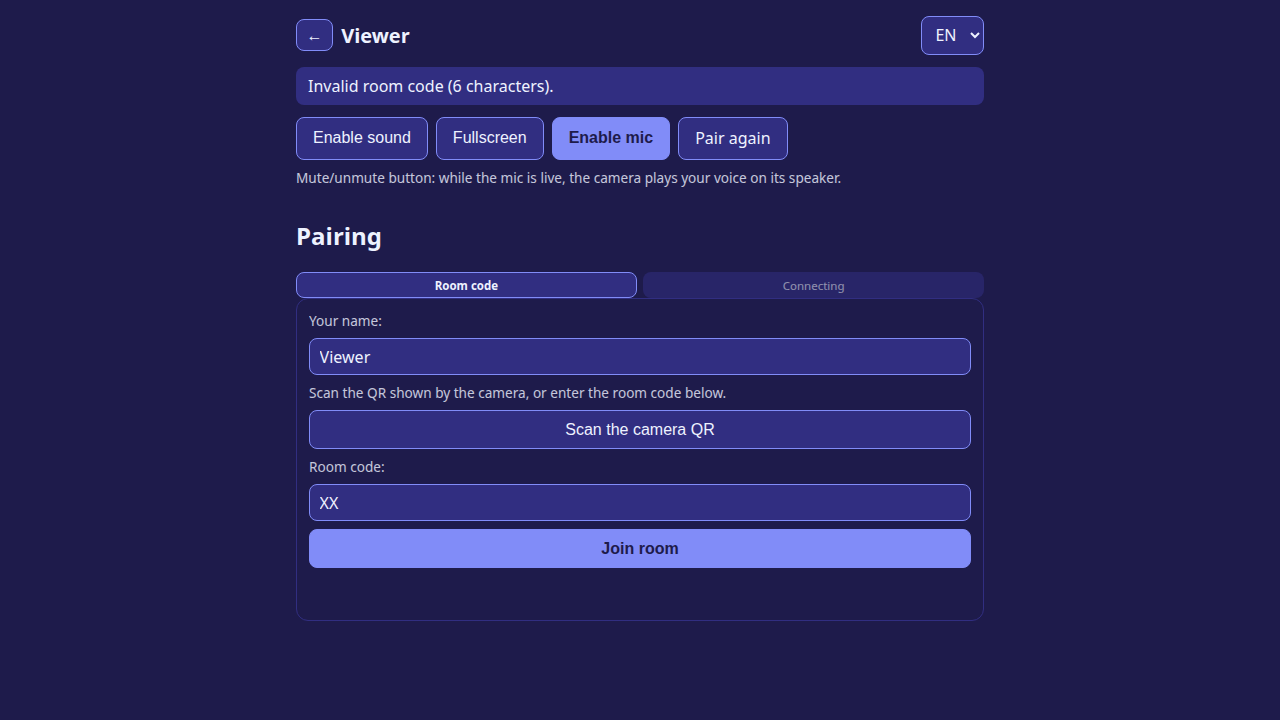 ← Viewer EN
Invalid room code (6 characters).
Enable sound Fullscreen Enable mic Pair again
Mute/unmute button: while the mic is live, the camera plays your voice on its speaker.
Pairing
Room code Connecting
Your name:
Viewer
Scan the QR shown by the camera, or enter the room code below.
Scan the camera QR
Room code:
XX
Join room